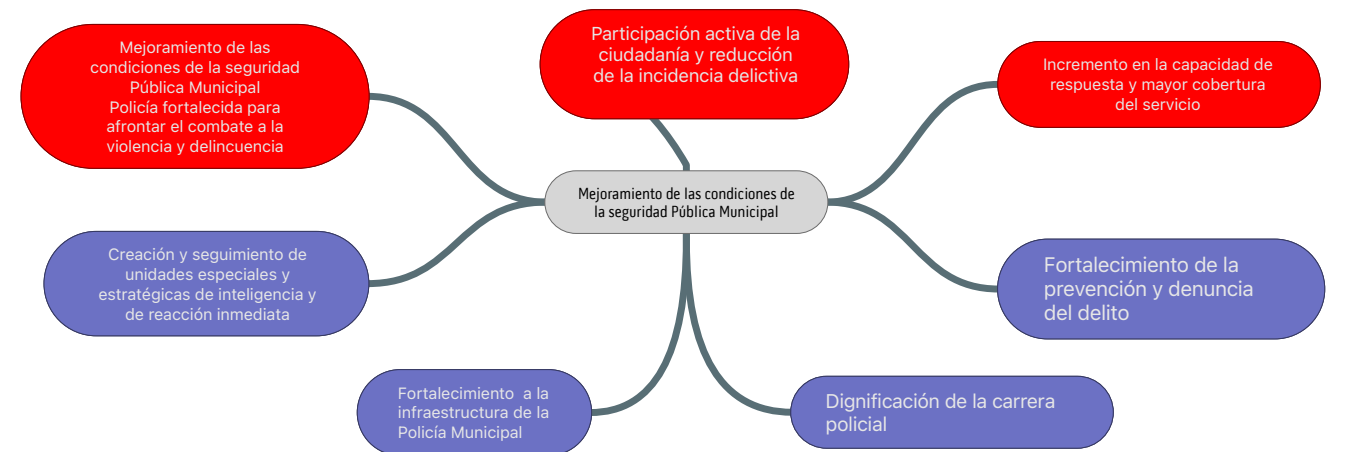 Mejoramiento de las
condiciones de la seguridad
Pública Municipal
Policía fortalecida para
afrontar el combate a la
violencia y delincuencia
Participación activa de la
ciudadanía y reducción
de la incidencia delictiva
Incremento en la capacidad de
respuesta y mayor cobertura
del servicio
Mejoramiento de las condiciones de
la seguridad Pública Municipal
Creación y seguimiento de
unidades especiales y
estratégicas de inteligencia y
de reacción inmediata
Fortalecimiento de la
prevención y denuncia
del delito
Fortalecimiento  a la
infraestructura de la
Policía Municipal
Dignificación de la carrera
policial